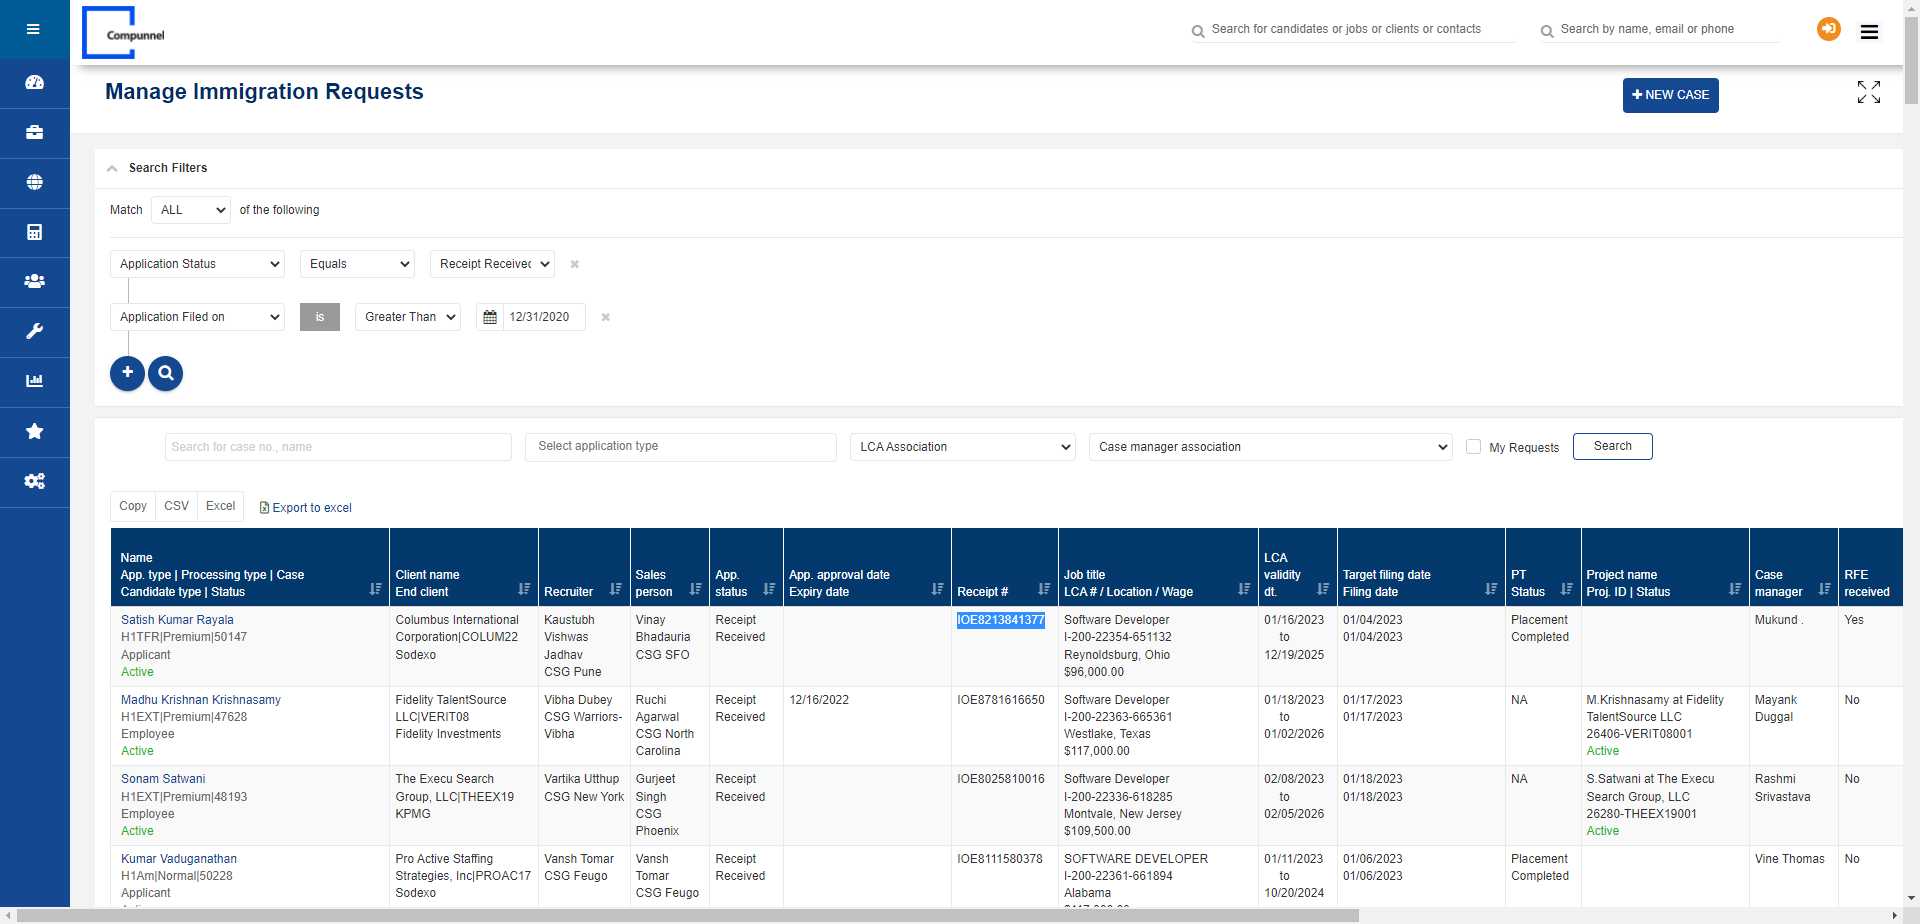 Compunnel
Search for candidates or jobs or clients or contacts
Search by name, email or phone
Manage Immigration Requests
NEW CASE
Search Filters
Match ALL of the following
Application Status Equals Receipt Received
Application Filed on is Greater Than 12/31/2020
Search for case no., name Select application type LCA Association Case manager association My Requests Search
Copy CSV Excel Export to excel
Name
App. type | Processing type | Case
Candidate type | Status
Client name
End client
Recruiter
Sales
person
App.
status
App. approval date
Expiry date
Receipt #
Job title
LCA # / Location / Wage
LCA
validity
dt.
Target filing date
Filing date
PT
Status
Project name
Proj. ID | Status
Case
manager
RFE
received
Satish Kumar Rayala
H1TFR|Premium|50147
Applicant
Active
Columbus International
Corporation|COLUM22
Sodexo
Kaustubh
Vishwas
Jadhav
CSG Pune
Vinay
Bhadauria
CSG SFO
Receipt
Received
IOE8213841377
Software Developer
I-200-22354-651132
Reynoldsburg, Ohio
$96,000.00
01/16/2023
to
12/19/2025
01/04/2023
01/04/2023
Placement
Completed
Mukund .
Yes
Madhu Krishnan Krishnasamy
H1EXT|Premium|47628
Employee
Active
Fidelity TalentSource
LLC|VERIT08
Fidelity Investments
Vibha Dubey
CSG Warriors-
Vibha
Ruchi
Agarwal
CSG North
Carolina
Receipt
Received
12/16/2022
IOE8781616650
Software Developer
I-200-22363-665361
Westlake, Texas
$117,000.00
01/18/2023
to
01/02/2026
01/17/2023
01/17/2023
NA
M.Krishnasamy at Fidelity
TalentSource LLC
26406-VERIT08001
Active
Mayank
Duggal
No
Sonam Satwani
H1EXT|Premium|48193
Employee
Active
The Execu Search
Group, LLC|THEEX19
KPMG
Vartika Utthup
CSG New York
Gurjeet
Singh
CSG
Phoenix
Receipt
Received
IOE8025810016
Software Developer
I-200-22336-618285
Montvale, New Jersey
$109,500.00
02/08/2023
to
02/05/2026
01/18/2023
01/18/2023
NA
S.Satwani at The Execu
Search Group, LLC
26280-THEEX19001
Active
Rashmi
Srivastava
No
Kumar Vaduganathan
H1Am|Normal|50228
Applicant
Pro Active Staffing
Strategies, Inc|PROAC17
Sodexo
Vansh Tomar
CSG Feugo
Vansh
Tomar
CSG Feugo
Receipt
Received
IOE8111580378
SOFTWARE DEVELOPER
I-200-22361-661894
Alabama
01/11/2023
to
10/20/2024
01/06/2023
01/06/2023
Placement
Completed
Vine Thomas
No